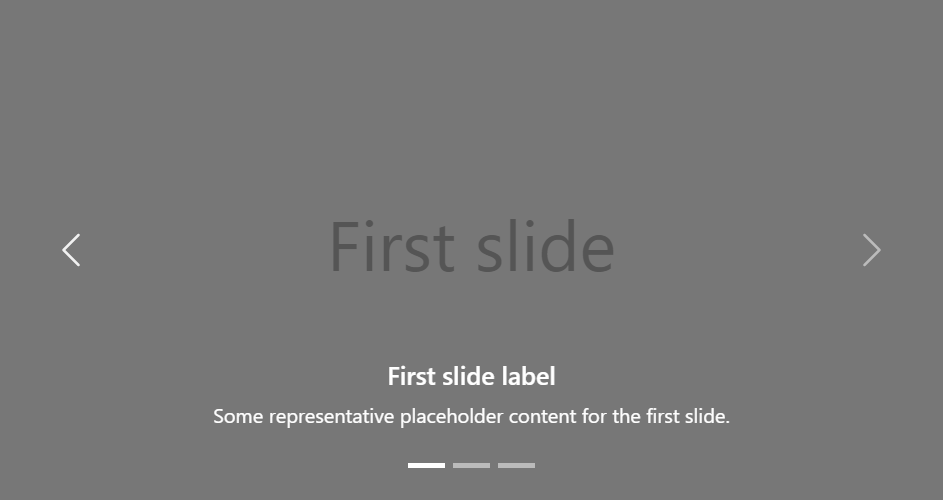 First slide
First slide label
Some representative placeholder content for the first slide.